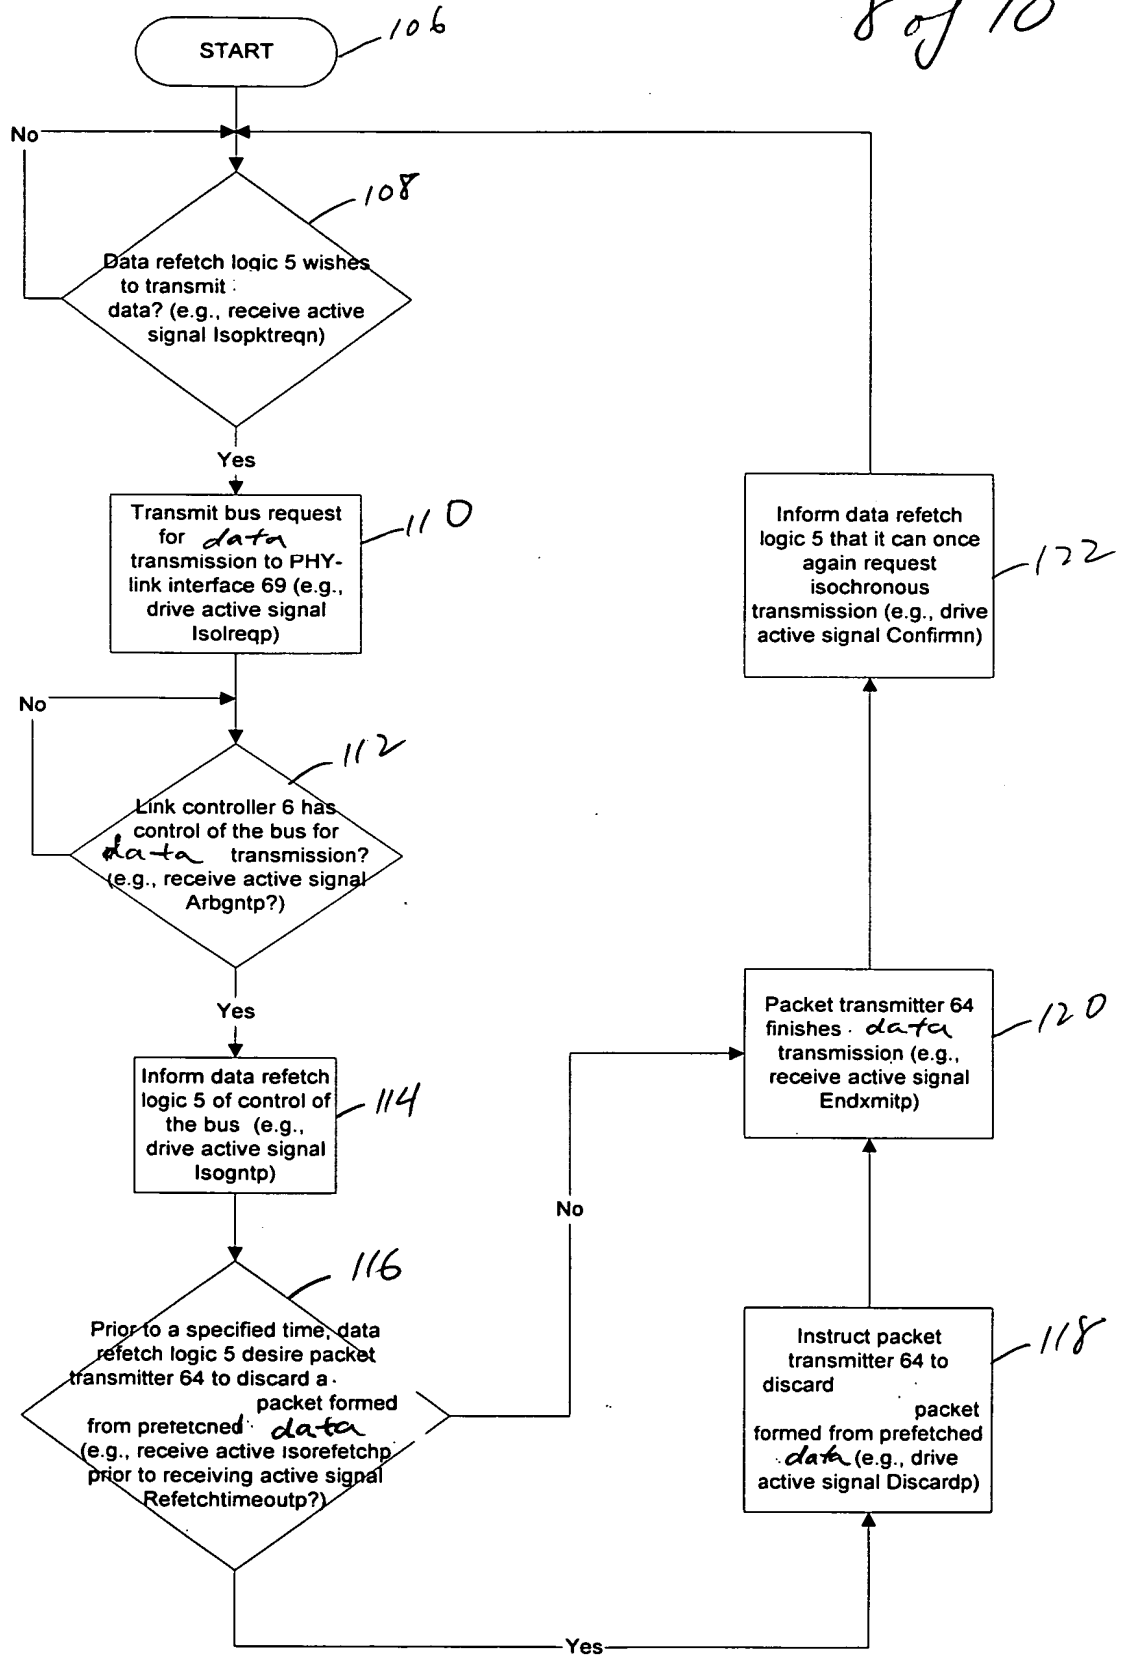 8 of 10
START
106
No
108
Data refetch logic 5 wishes
to transmit
data? (e.g., receive active
signal Isopktreqn)
Yes
110
Transmit bus request
for data
transmission to PHY-
link interface 69 (e.g.,
drive active signal
Isolreqp)
No
112
Link controller 6 has
control of the bus for
data transmission?
(e.g., receive active signal
Arbgntp?)
Yes
114
Inform data refetch
logic 5 of control of
the bus (e.g.,
drive active signal
Isogntp)
116
Prior to a specified time, data
refetch logic 5 desire packet
transmitter 64 to discard a
packet formed
from prefetcned data
(e.g., receive active Isorefetchp
prior to receiving active signal
Refetchtimeoutp?)
No
Yes
118
Instruct packet
transmitter 64 to
discard
packet
formed from prefetched
data (e.g., drive
active signal Discardp)
120
Packet transmitter 64
finishes data
transmission (e.g.,
receive active signal
Endxmitp)
122
Inform data refetch
logic 5 that it can once
again request
isochronous
transmission (e.g., drive
active signal Confirmn)